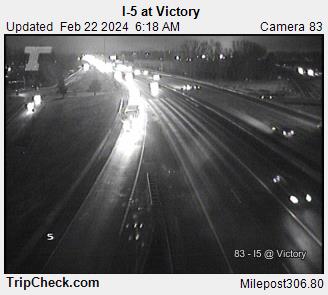 I-5 at Victory
Updated Feb 22 2024 6:18 AM Camera 83
T
S
83 - I5 @ Victory
TripCheck.com Milepost306.80